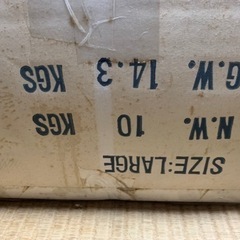 G.W. 14.3 KGS
N.W. 10 KGS
SIZE:LARGE